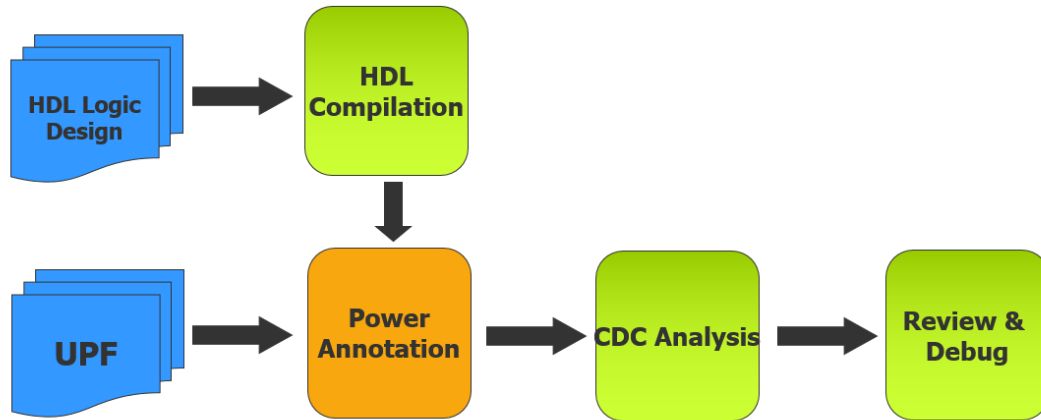 HDL Logic
Design
HDL
Compilation
UPF
Power
Annotation
CDC Analysis
Review &
Debug